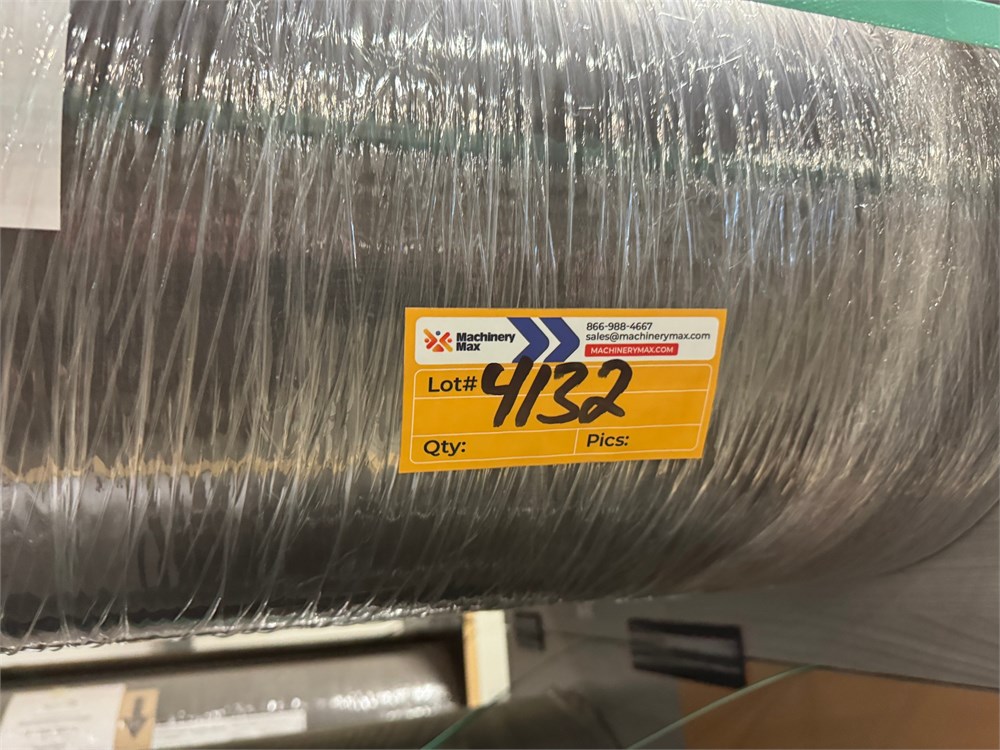 Machinery
Max
866-988-4667
sales@machinerymax.com
MACHINERYMAX.COM
Lot# 4132
Qty:
Pics: